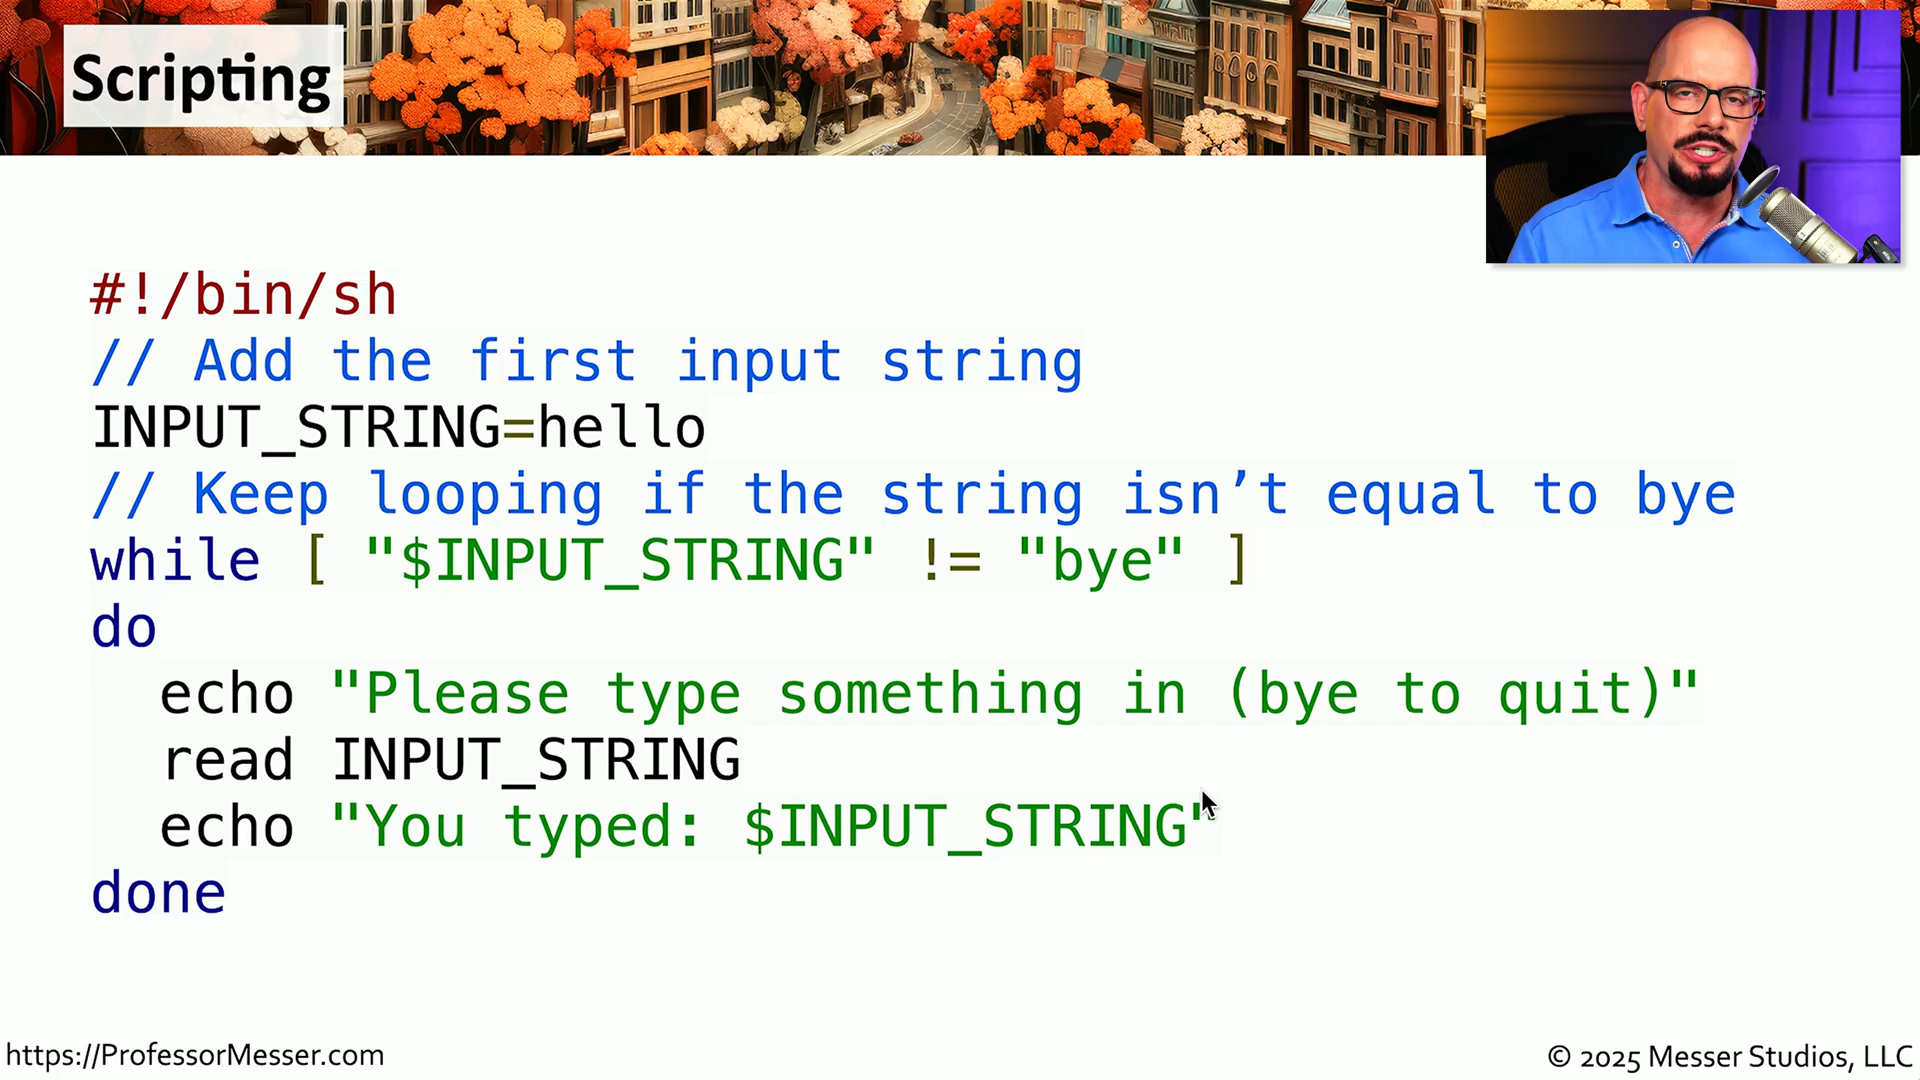 Scripting
#!/bin/sh
// Add the first input string
INPUT_STRING=hello
// Keep looping if the string isn’t equal to bye
while [ "$INPUT_STRING" != "bye" ]
do
  echo "Please type something in (bye to quit)"
  read INPUT_STRING
  echo "You typed: $INPUT_STRING"
done
https://ProfessorMesser.com
© 2025 Messer Studios, LLC